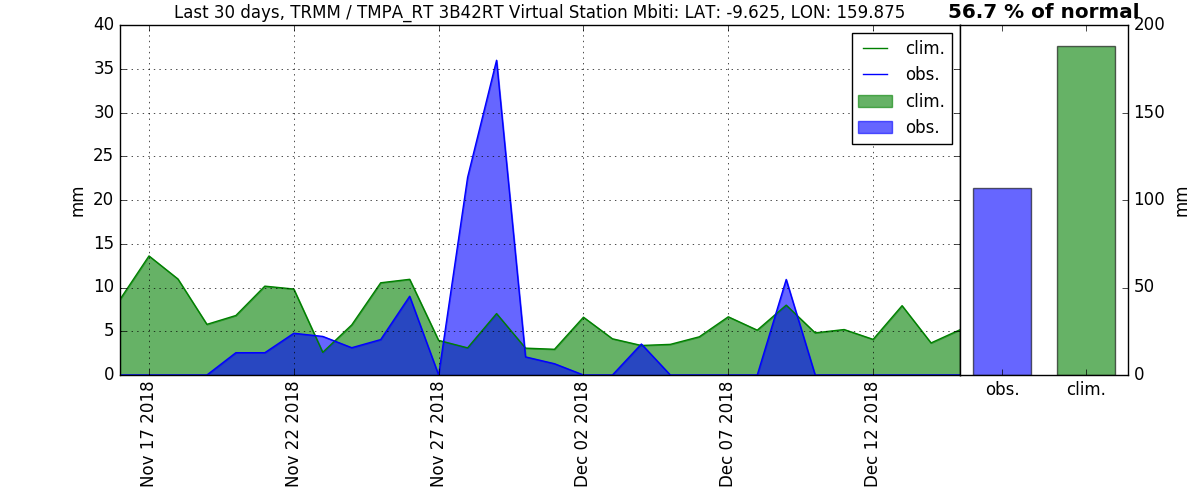 Last 30 days, TRMM / TMPA_RT 3B42RT Virtual Station Mbiti: LAT: -9.625, LON: 159.875
56.7 % of normal
40
35
30
25
20
15
10
5
0
mm
clim.
obs.
clim.
obs.
200
150
100
50
0
mm
obs.
clim.
Nov 17 2018
Nov 22 2018
Nov 27 2018
Dec 02 2018
Dec 07 2018
Dec 12 2018